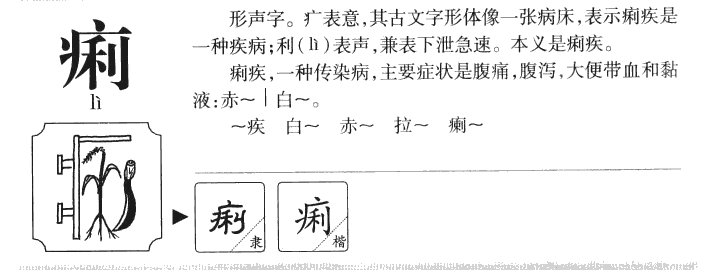 痢
lì
形声字。疒表意,其古文字形体像一张病床,表示痢疾是
一种疾病;利(lì)表声,兼表下泄急速。本义是痢疾。
痢疾,一种传染病,主要症状是腹痛,腹泻,大便带血和黏
液:赤~｜白~。
~疾 白~ 赤~ 拉~ 瘌~
痢 隶
痢 楷